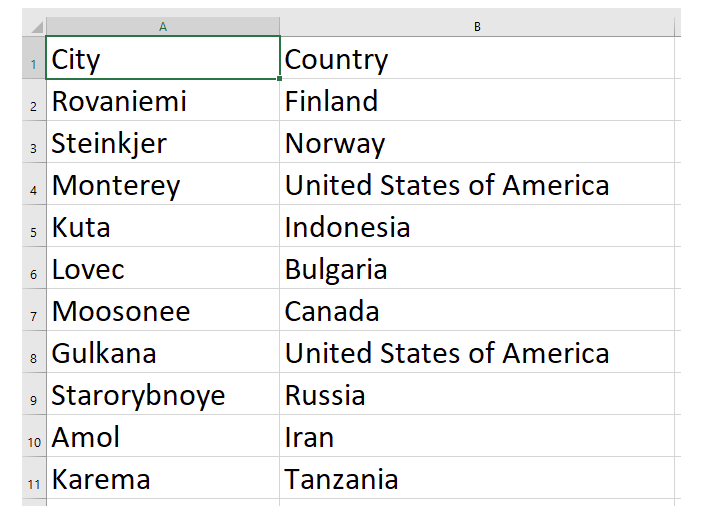 A B
1 City Country
2 Rovaniemi Finland
3 Steinkjer Norway
4 Monterey United States of America
5 Kuta Indonesia
6 Lovec Bulgaria
7 Moosonee Canada
8 Gulkana United States of America
9 Starorybnoye Russia
10 Amol Iran
11 Karema Tanzania